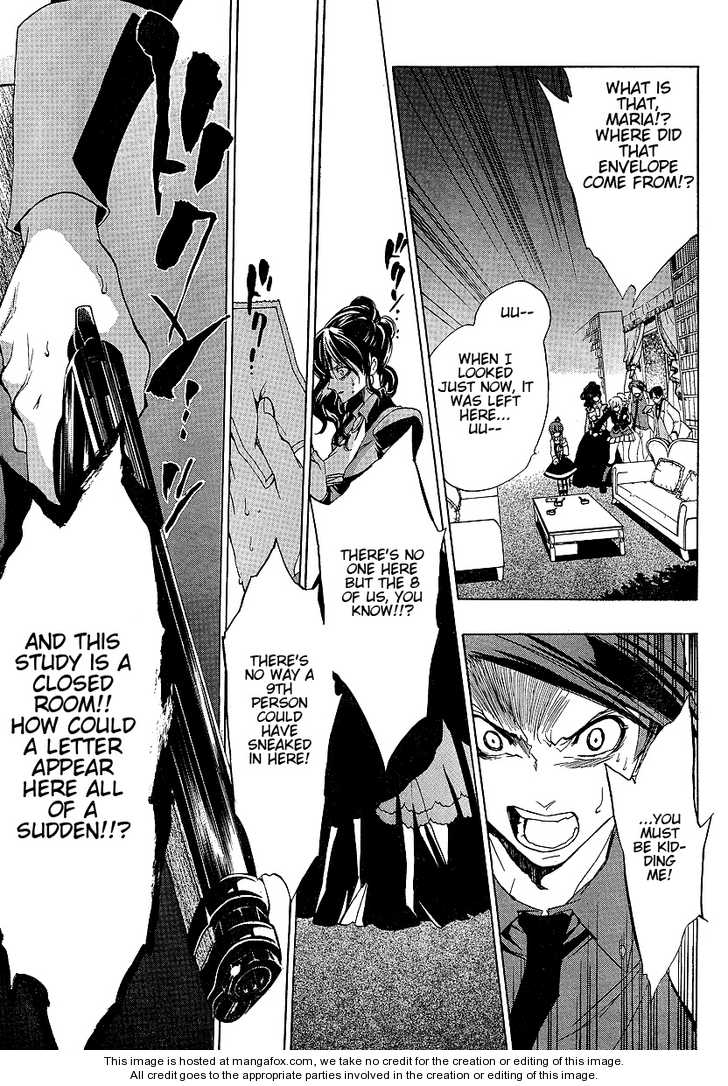 WHAT IS
THAT,
MARIA!?
WHERE DID
THAT
ENVELOPE
COME FROM!?
UU--
WHEN I
LOOKED
JUST NOW, IT
WAS LEFT
HERE...
UU--
...YOU
MUST
BE KID-
DING
ME!
THERE'S NO
ONE HERE
BUT THE 8
OF US, YOU
KNOW!!?
THERE'S
NO WAY A
9TH
PERSON
COULD
HAVE
SNEAKED
IN HERE!
AND THIS
STUDY IS A
CLOSED
ROOM!!
HOW COULD
A LETTER
APPEAR
HERE ALL
OF A
SUDDEN!!?
This image is hosted at mangafox.com, we take no credit for the creation or editing of this image.
All credit goes to the appropriate parties involved in the creation or editing of this image.